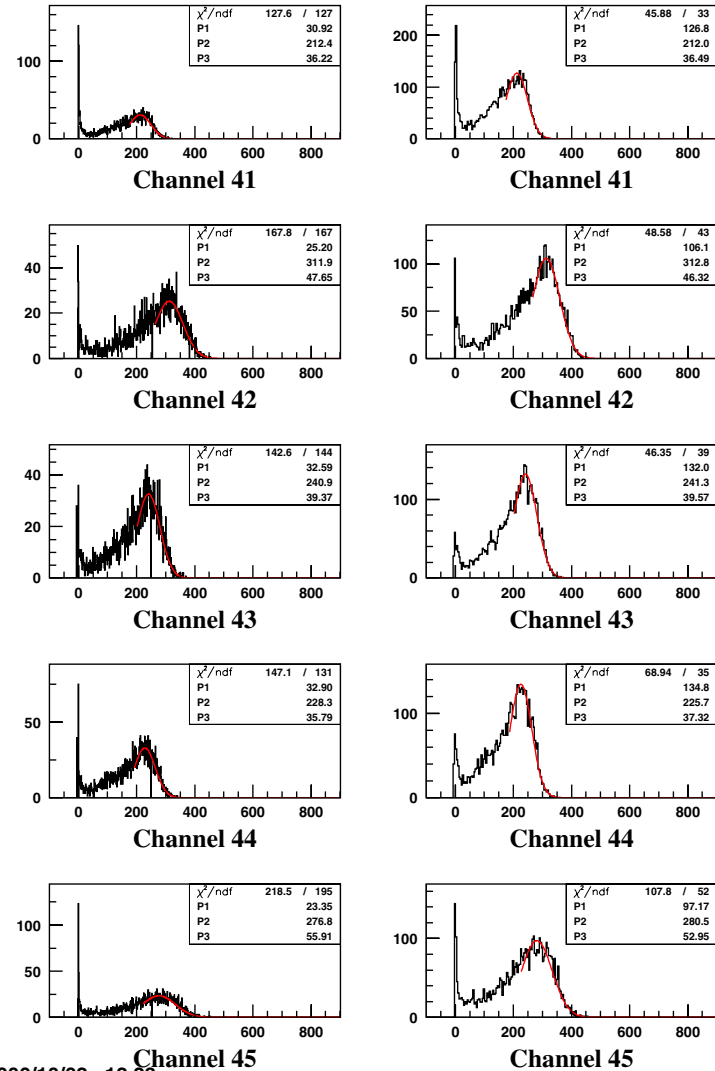 χ²/ndf 127.6 / 127
P1 30.92
P2 212.4
P3 36.22
100
0
0 200 400 600 800
Channel 41
χ²/ndf 45.88 / 33
P1 126.8
P2 212.0
P3 36.49
200
100
0
0 200 400 600 800
Channel 41
χ²/ndf 167.8 / 167
P1 25.20
P2 311.9
P3 47.65
40
20
0
0 200 400 600 800
Channel 42
χ²/ndf 48.58 / 43
P1 106.1
P2 312.8
P3 46.32
100
50
0
0 200 400 600 800
Channel 42
χ²/ndf 142.6 / 144
P1 32.59
P2 240.9
P3 39.37
40
20
0
0 200 400 600 800
Channel 43
χ²/ndf 46.35 / 39
P1 132.0
P2 241.3
P3 39.57
100
0
0 200 400 600 800
Channel 43
χ²/ndf 147.1 / 131
P1 32.90
P2 228.3
P3 35.79
50
0
0 200 400 600 800
Channel 44
χ²/ndf 68.94 / 35
P1 134.8
P2 225.7
P3 37.32
100
0
0 200 400 600 800
Channel 44
χ²/ndf 218.5 / 195
P1 23.35
P2 276.8
P3 55.91
100
50
0
0 200 400 600 800
Channel 45
χ²/ndf 107.8 / 52
P1 97.17
P2 280.5
P3 52.95
100
0
0 200 400 600 800
Channel 45